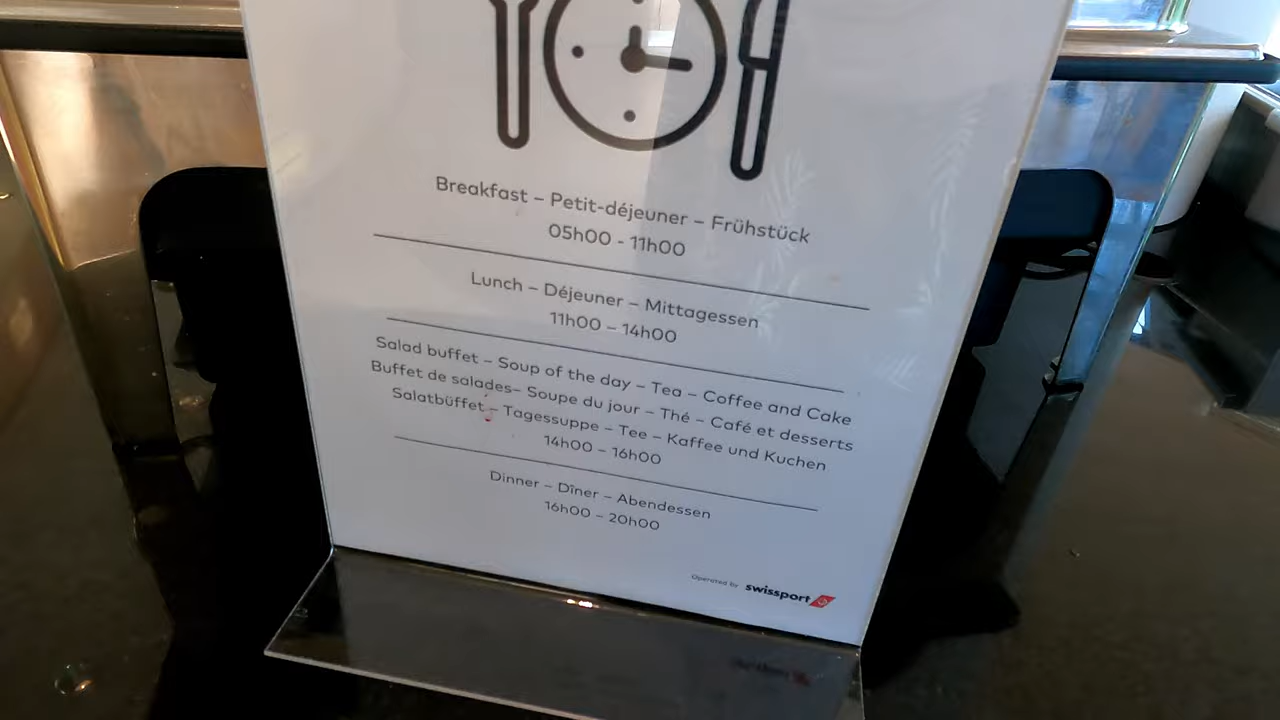 Breakfast – Petit-déjeuner – Frühstück
05h00 - 11h00
Lunch – Déjeuner – Mittagessen
11h00 – 14h00
Salad buffet – Soup of the day – Tea – Coffee and Cake
Buffet de salades– Soupe du jour – Thé – Café et desserts
Salatbüffet – Tagessuppe – Tee – Kaffee und Kuchen
14h00 – 16h00
Dinner – Dîner – Abendessen
16h00 – 20h00
Operated by swissport